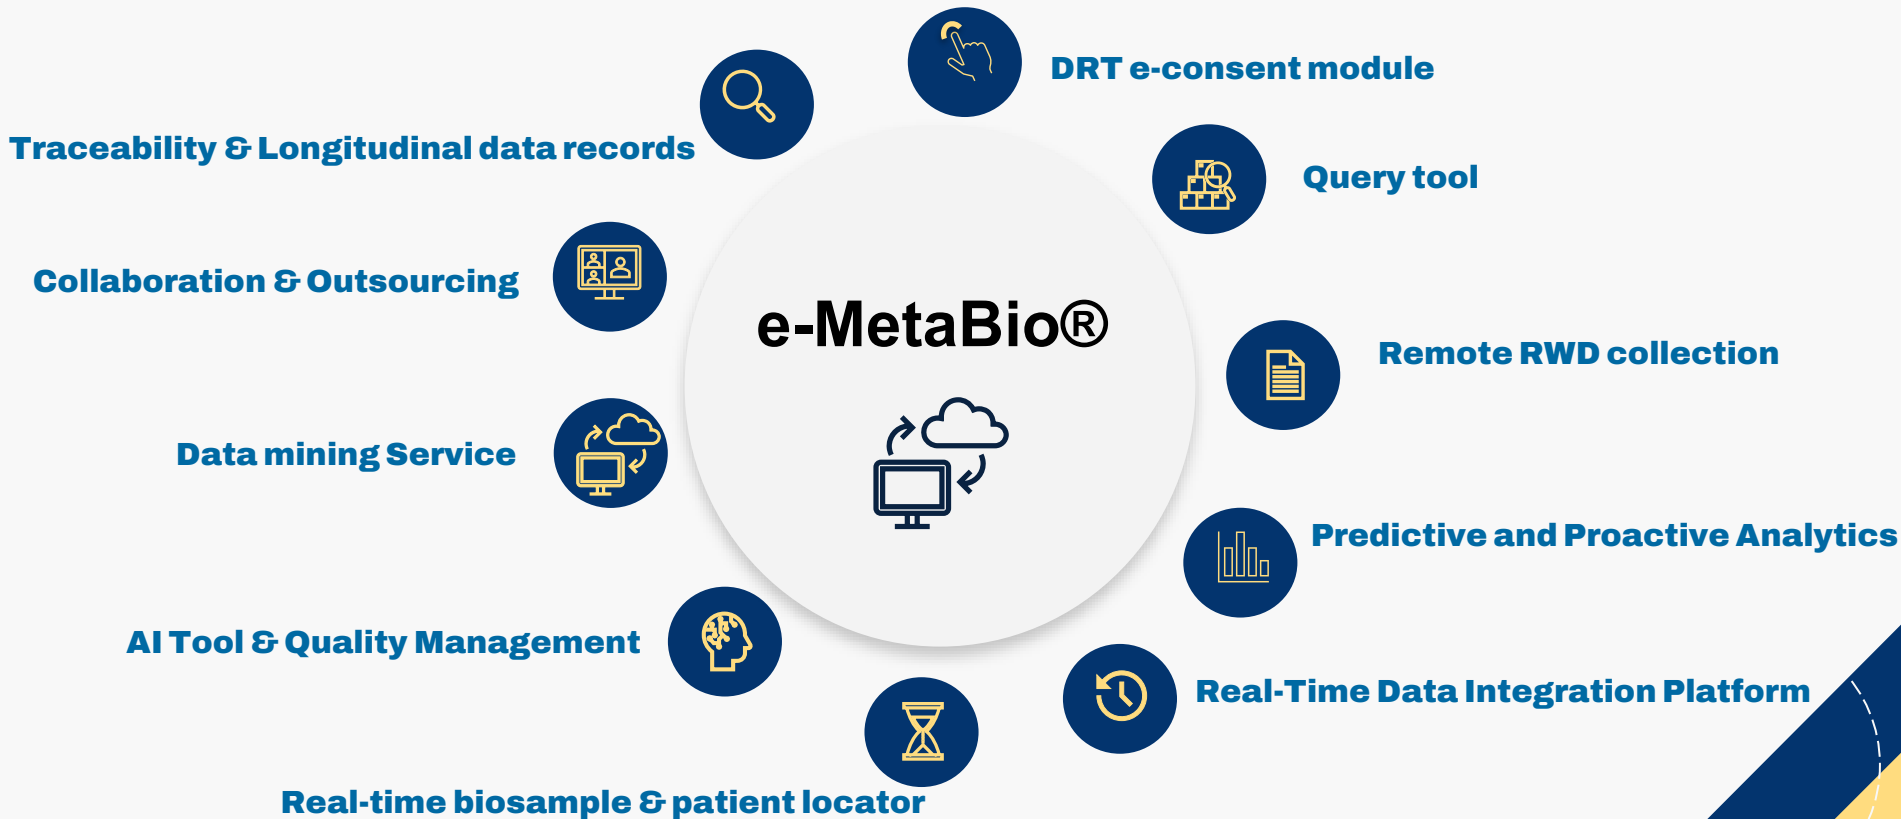 DRT e-consent module
Traceability & Longitudinal data records
Query tool
Collaboration & Outsourcing
e-MetaBio®
Remote RWD collection
Data mining Service
Predictive and Proactive Analytics
AI Tool & Quality Management
Real-Time Data Integration Platform
Real-time biosample & patient locator